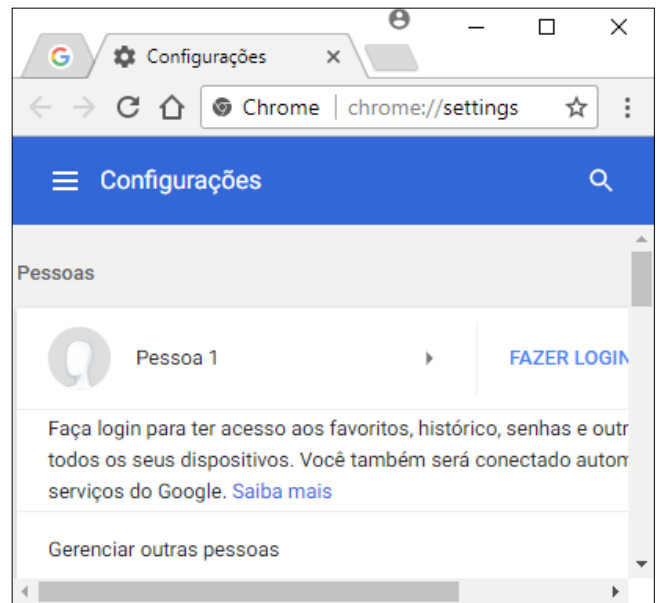 Configurações
Chrome | chrome://settings
Configurações
Pessoas
Pessoa 1
FAZER LOGIN
Faça login para ter acesso aos favoritos, histórico, senhas e outr
todos os seus dispositivos. Você também será conectado autom
serviços do Google. Saiba mais
Gerenciar outras pessoas